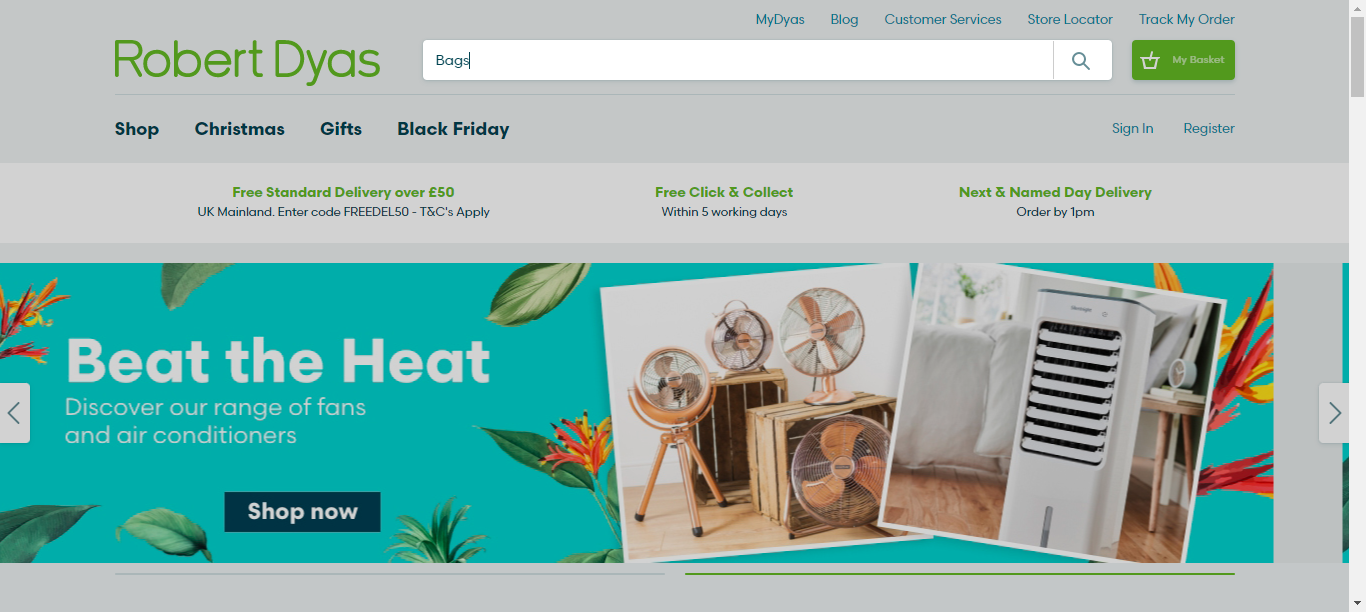 MyDyas Blog Customer Services Store Locator Track My Order
Robert Dyas
Bags
My Basket
Shop Christmas Gifts Black Friday
Sign In Register
Free Standard Delivery over £50
UK Mainland. Enter code FREEDEL50 - T&C's Apply
Free Click & Collect
Within 5 working days
Next & Named Day Delivery
Order by 1pm
Beat the Heat
Discover our range of fans
and air conditioners
Shop now